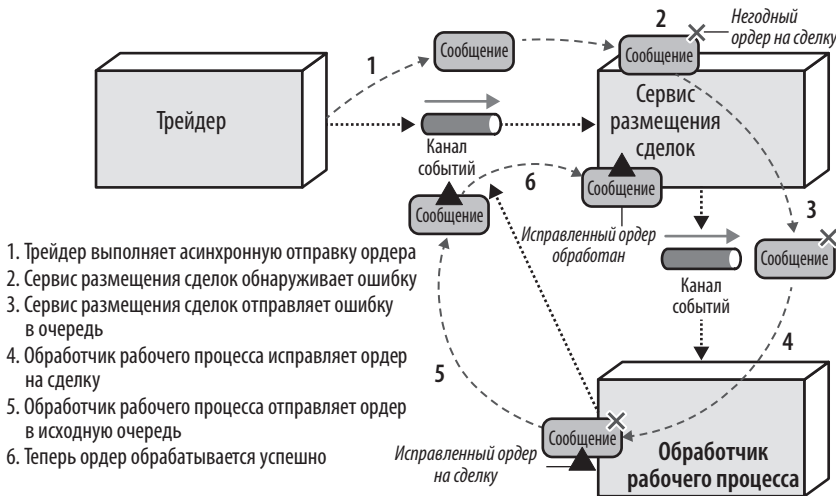 2
Негодный
ордер на сделку
Сообщение
Сообщение
1
Трейдер
Сервис
размещения
сделок
Канал
событий
6
Сообщение
Сообщение
3
Исправленный ордер
обработан
Сообщение
Канал
событий
1. Трейдер выполняет асинхронную отправку ордера
2. Сервис размещения сделок обнаруживает ошибку
3. Сервис размещения сделок отправляет ошибку
в очередь
4. Обработчик рабочего процесса исправляет ордер
на сделку
5. Обработчик рабочего процесса отправляет ордер
в исходную очередь
6. Теперь ордер обрабатывается успешно
4
5
Сообщение
Исправленный ордер
на сделку
Обработчик
рабочего процесса